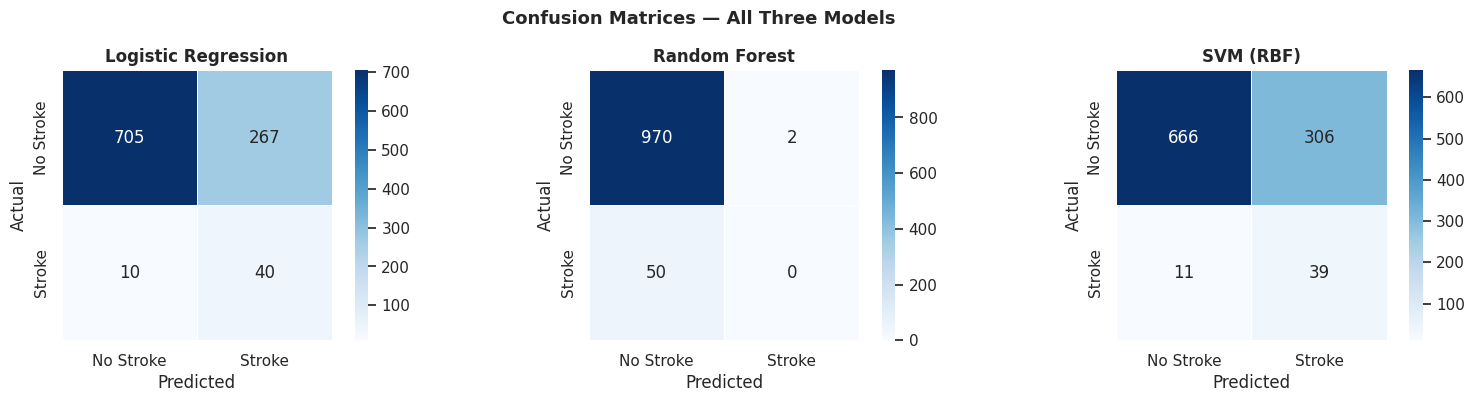 Confusion Matrices — All Three Models
Logistic Regression
Actual
No Stroke
Stroke
705
267
10
40
No Stroke
Stroke
Predicted
700
600
500
400
300
200
100
Random Forest
Actual
No Stroke
Stroke
970
2
50
0
No Stroke
Stroke
Predicted
800
600
400
200
0
SVM (RBF)
Actual
No Stroke
Stroke
666
306
11
39
No Stroke
Stroke
Predicted
600
500
400
300
200
100